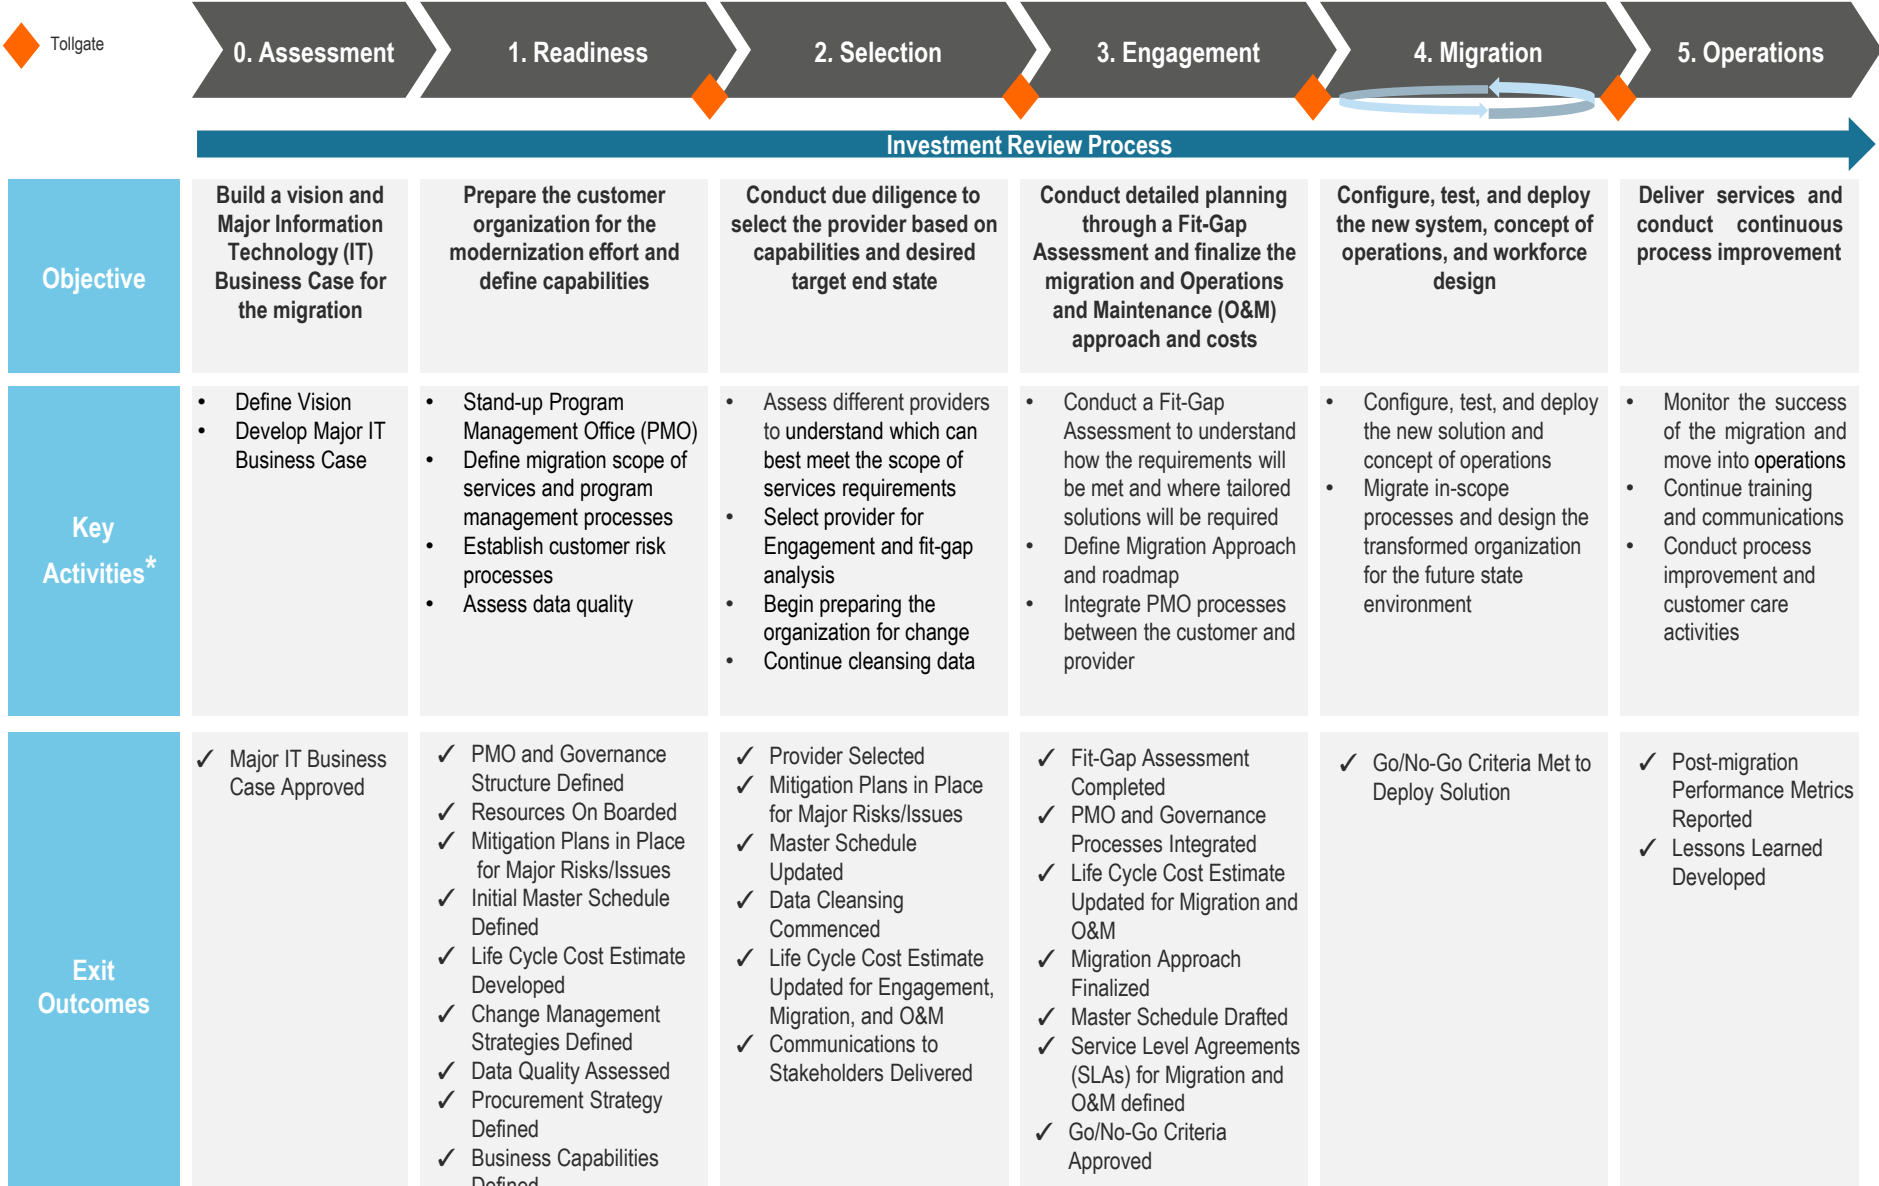 Tollgate
0. Assessment
1. Readiness
2. Selection
3. Engagement
4. Migration
5. Operations
Investment Review Process
Objective
Build a vision and
Major Information
Technology (IT)
Business Case for
the migration
Prepare the customer
organization for the
modernization effort and
define capabilities
Conduct due diligence to
select the provider based on
capabilities and desired
target end state
Conduct detailed planning
through a Fit-Gap
Assessment and finalize the
migration and Operations
and Maintenance (O&M)
approach and costs
Configure, test, and deploy
the new system, concept of
operations, and workforce
design
Deliver services and
conduct continuous
process improvement
Key
Activities*
• Define Vision
• Develop Major IT
Business Case
• Stand-up Program
Management Office (PMO)
• Define migration scope of
services and program
management processes
• Establish customer risk
processes
• Assess data quality
• Assess different providers
to understand which can
best meet the scope of
services requirements
• Select provider for
Engagement and fit-gap
analysis
• Begin preparing the
organization for change
• Continue cleansing data
• Conduct a Fit-Gap
Assessment to understand
how the requirements will
be met and where tailored
solutions will be required
• Define Migration Approach
and roadmap
• Integrate PMO processes
between the customer and
provider
• Configure, test, and deploy
the new solution and
concept of operations
• Migrate in-scope
processes and design the
transformed organization
for the future state
environment
• Monitor the success
of the migration and
move into operations
• Continue training
and communications
• Conduct process
improvement and
customer care
activities
Exit
Outcomes
✓ Major IT Business
Case Approved
✓ PMO and Governance
Structure Defined
✓ Resources On Boarded
✓ Mitigation Plans in Place
for Major Risks/Issues
✓ Initial Master Schedule
Defined
✓ Life Cycle Cost Estimate
Developed
✓ Change Management
Strategies Defined
✓ Data Quality Assessed
✓ Procurement Strategy
Defined
✓ Business Capabilities
Defined
✓ Provider Selected
✓ Mitigation Plans in Place
for Major Risks/Issues
✓ Master Schedule
Updated
✓ Data Cleansing
Commenced
✓ Life Cycle Cost Estimate
Updated for Engagement,
Migration, and O&M
✓ Communications to
Stakeholders Delivered
✓ Fit-Gap Assessment
Completed
✓ PMO and Governance
Processes Integrated
✓ Life Cycle Cost Estimate
Updated for Migration and
O&M
✓ Migration Approach
Finalized
✓ Master Schedule Drafted
✓ Service Level Agreements
(SLAs) for Migration and
O&M defined
✓ Go/No-Go Criteria
Approved
✓ Go/No-Go Criteria Met to
Deploy Solution
✓ Post-migration
Performance Metrics
Reported
✓ Lessons Learned
Developed